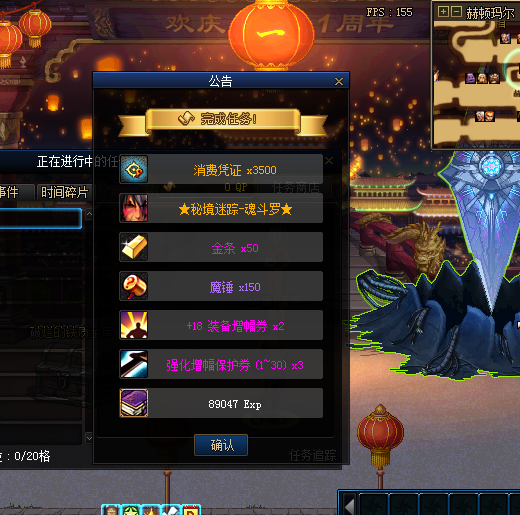 欢庆
1周年
FPS : 155
赫顿玛尔
一
公告
完成任务!
正在进行中的任
事件
时间碎片
消费凭证 x3500
0 QP
任务商店
★秘境迷踪-魂斗罗★
金条 x50
魔锤 x150
+18 装备增幅券 x2
强化增幅保护券 (1~30) x3
89047 Exp
确认
: 0/20格
任务追踪